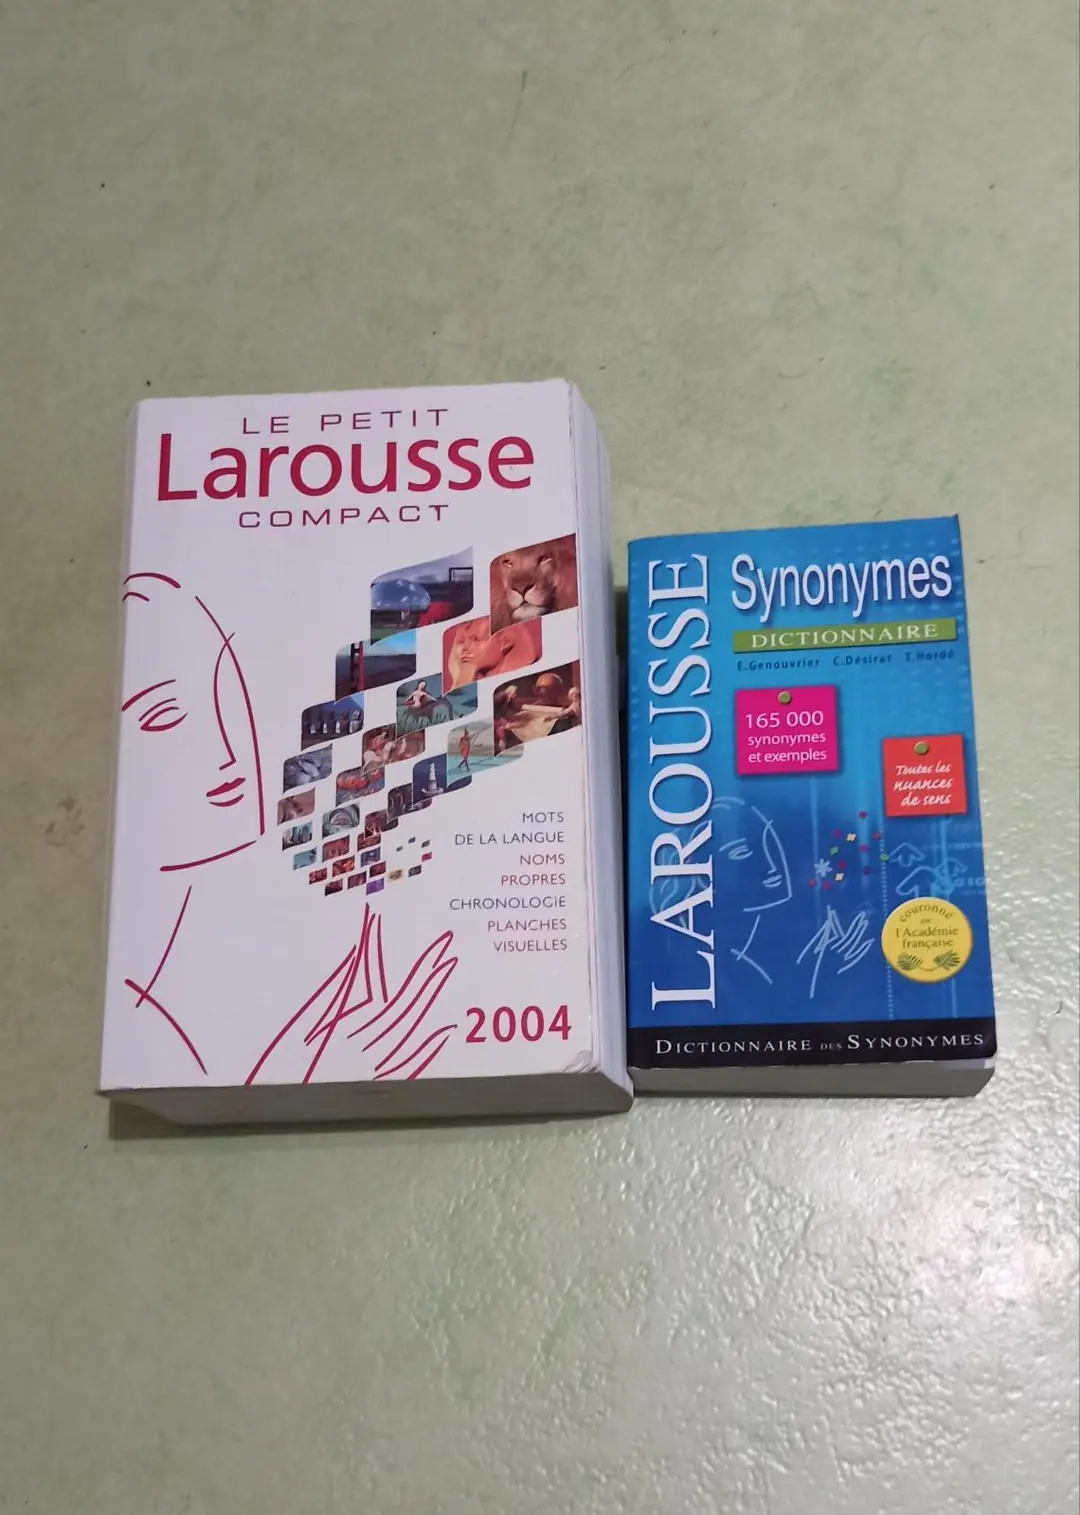 LE PETIT
Larousse
COMPACT
MOTS
DE LA LANGUE
NOMS
PROPRES
CHRONOLOGIE
PLANCHES
VISUELLES
2004
LAROUSSE
Synonymes
DICTIONNAIRE
E. Genouvrier C. Désirat T. Hordé
165 000
synonymes
et exemples
Toutes les
nuances
de sens
couronné
par
l'Académie
française
DICTIONNAIRE DES SYNONYMES